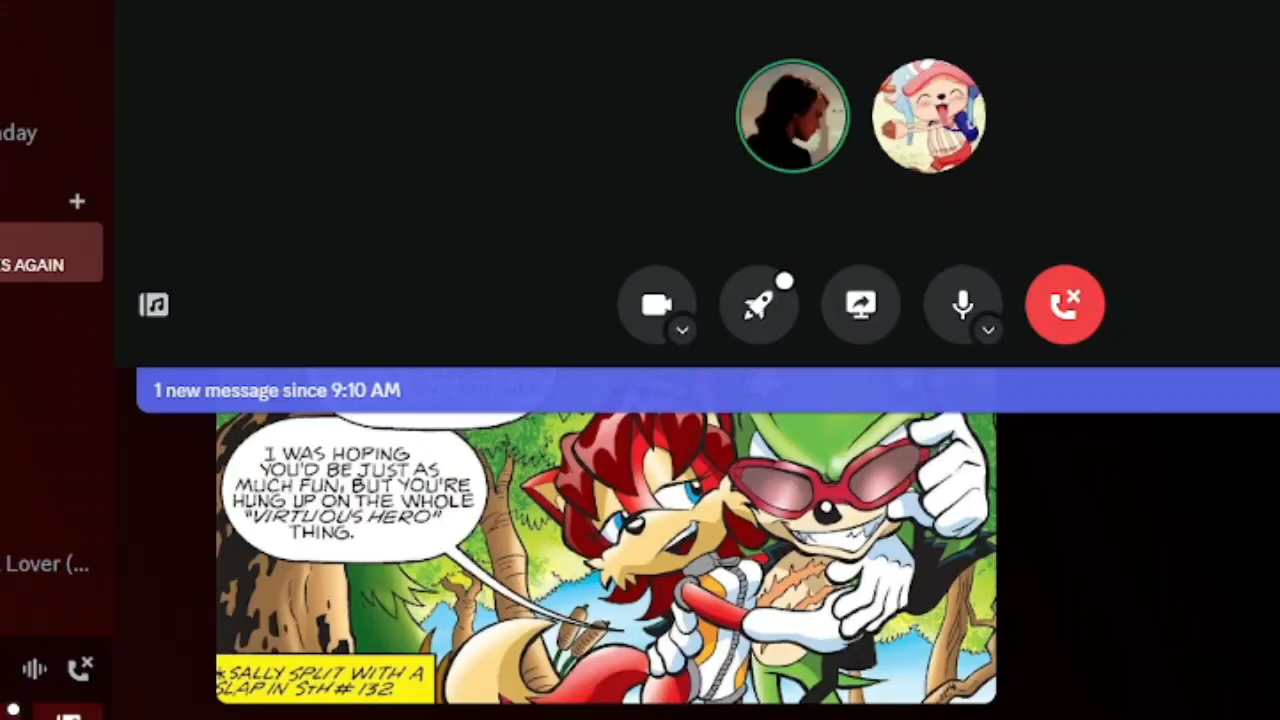 day
S AGAIN
1 new message since 9:10 AM
I WAS HOPING
YOU'D BE JUST AS
MUCH FUN, BUT YOU'RE
HUNG UP ON THE WHOLE
"VIRTUOUS HERO"
THING.
Lover (...
*SALLY SPLIT WITH A
SLAP IN STH # 132